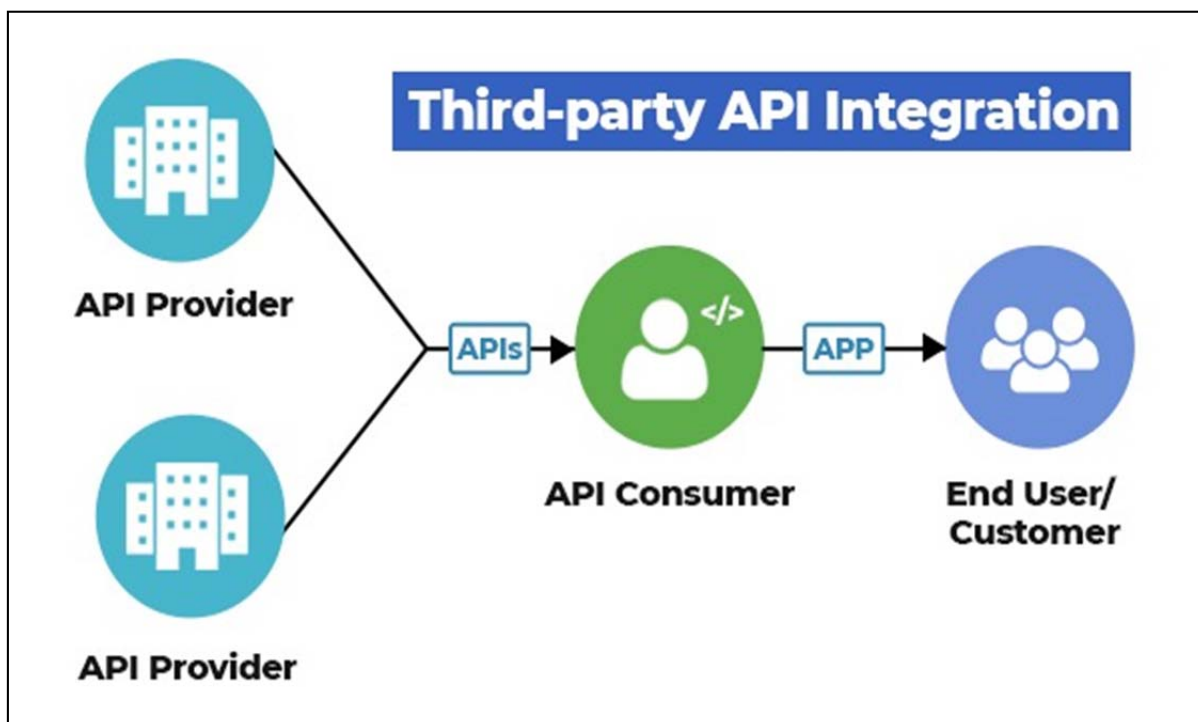 Third-party API Integration
API Provider
APIs
</>
APP
API Consumer
End User/
Customer
API Provider